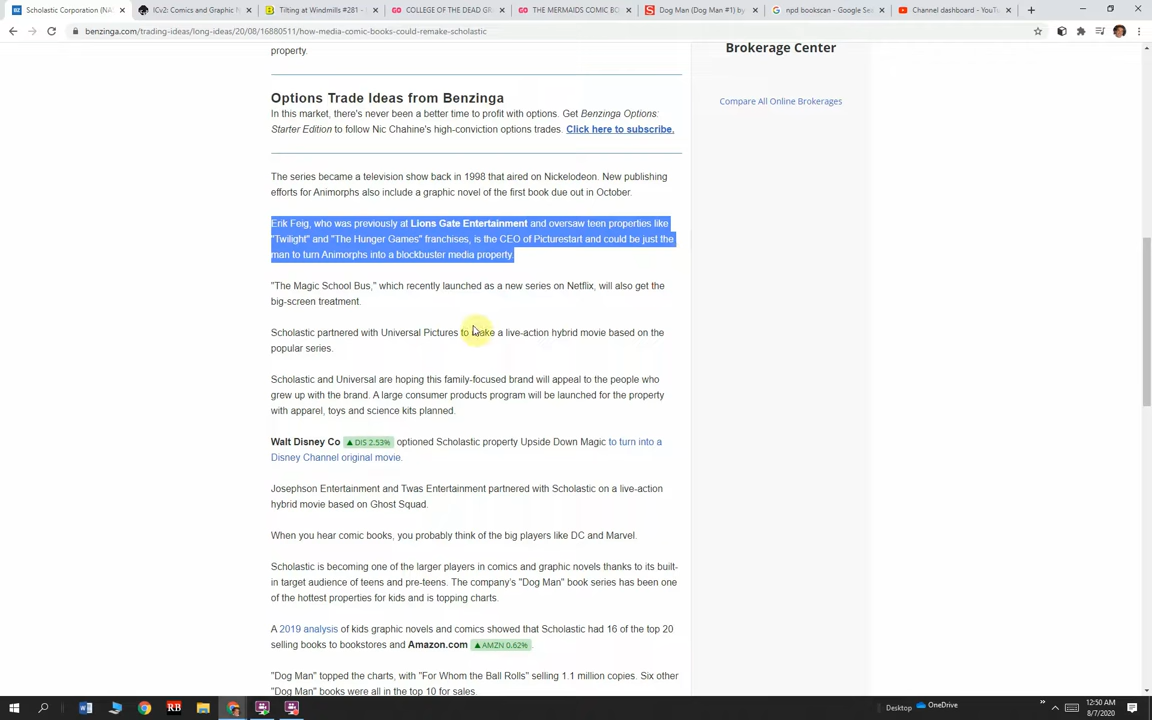 Scholastic Corporation (NA
ICv2: Comics and Graphic N
Tilting at Windmills #281 -
COLLEGE OF THE DEAD GR
THE MERMAIDS COMIC BO
Dog Man (Dog Man #1) by
npd bookscan - Google Sea
Channel dashboard - YouTu
benzinga.com/trading-ideas/long-ideas/20/08/16880511/how-media-comic-books-could-remake-scholastic
property.
Brokerage Center
Compare All Online Brokerages
Options Trade Ideas from Benzinga
In this market, there's never been a better time to profit with options. Get Benzinga Options:
Starter Edition to follow Nic Chahine's high-conviction options trades. Click here to subscribe.
The series became a television show back in 1998 that aired on Nickelodeon. New publishing
efforts for Animorphs also include a graphic novel of the first book due out in October.
Erik Feig, who was previously at Lions Gate Entertainment and oversaw teen properties like
"Twilight" and "The Hunger Games" franchises, is the CEO of Picturestart and could be just the
man to turn Animorphs into a blockbuster media property.
"The Magic School Bus," which recently launched as a new series on Netflix, will also get the
big-screen treatment.
Scholastic partnered with Universal Pictures to make a live-action hybrid movie based on the
popular series.
Scholastic and Universal are hoping this family-focused brand will appeal to the people who
grew up with the brand. A large consumer products program will be launched for the property
with apparel, toys and science kits planned.
Walt Disney Co ▲ DIS 2.53% optioned Scholastic property Upside Down Magic to turn into a
Disney Channel original movie.
Josephson Entertainment and Twas Entertainment partnered with Scholastic on a live-action
hybrid movie based on Ghost Squad.
When you hear comic books, you probably think of the big players like DC and Marvel.
Scholastic is becoming one of the larger players in comics and graphic novels thanks to its built-
in target audience of teens and pre-teens. The company's "Dog Man" book series has been one
of the hottest properties for kids and is topping charts.
A 2019 analysis of kids graphic novels and comics showed that Scholastic had 16 of the top 20
selling books to bookstores and Amazon.com ▲ AMZN 0.62%.
"Dog Man" topped the charts, with "For Whom the Ball Rolls" selling 1.1 million copies. Six other
"Dog Man" books were all in the top 10 for sales.
Desktop
OneDrive
12:50 AM
8/7/2020